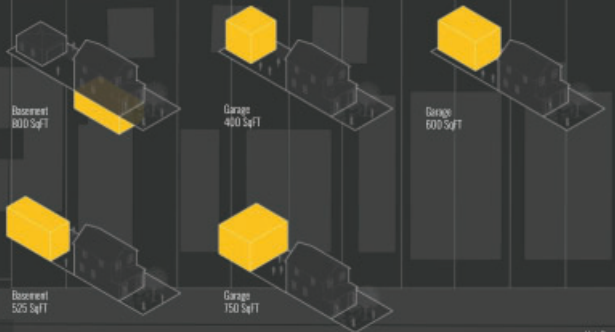 Basement
800 SqFT
Garage
400 SqFT
Garage
600 SqFT
Basement
525 SqFT
Garage
750 SqFT